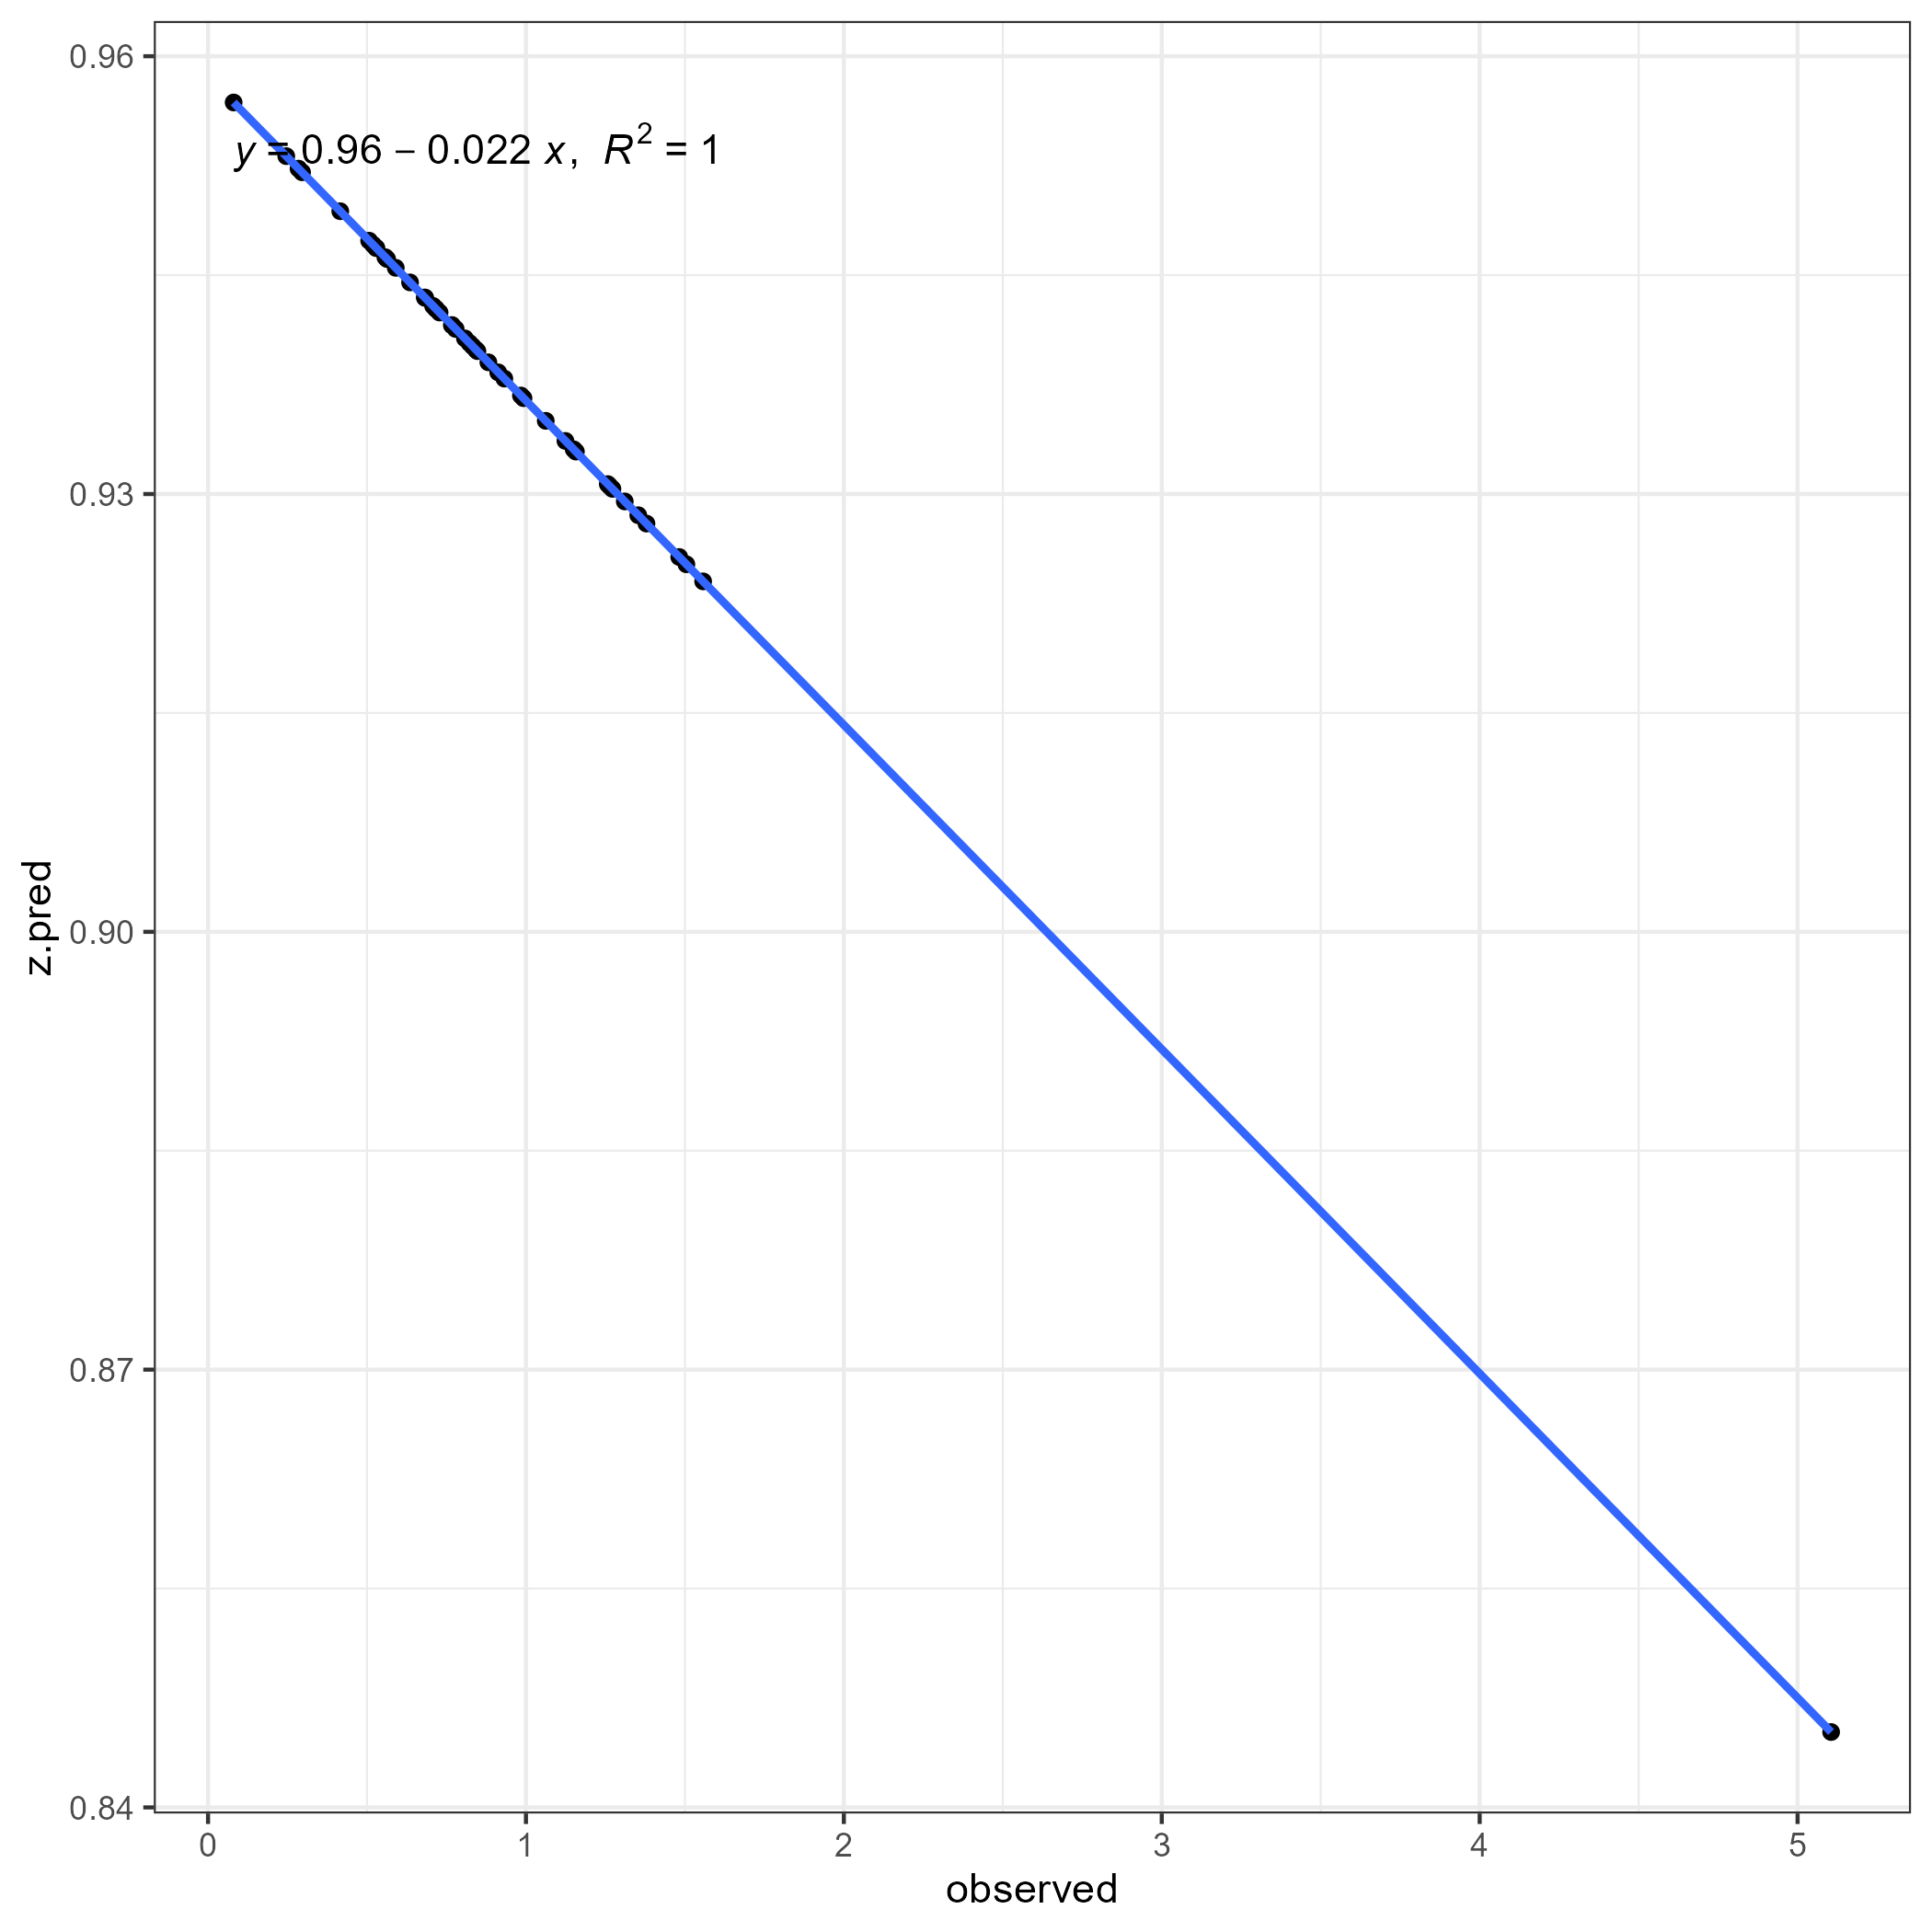 0.96
y = 0.96 – 0.022 x, R² = 1
0.93
z.pred
0.90
0.87
0.84
0 1 2 3 4 5
observed